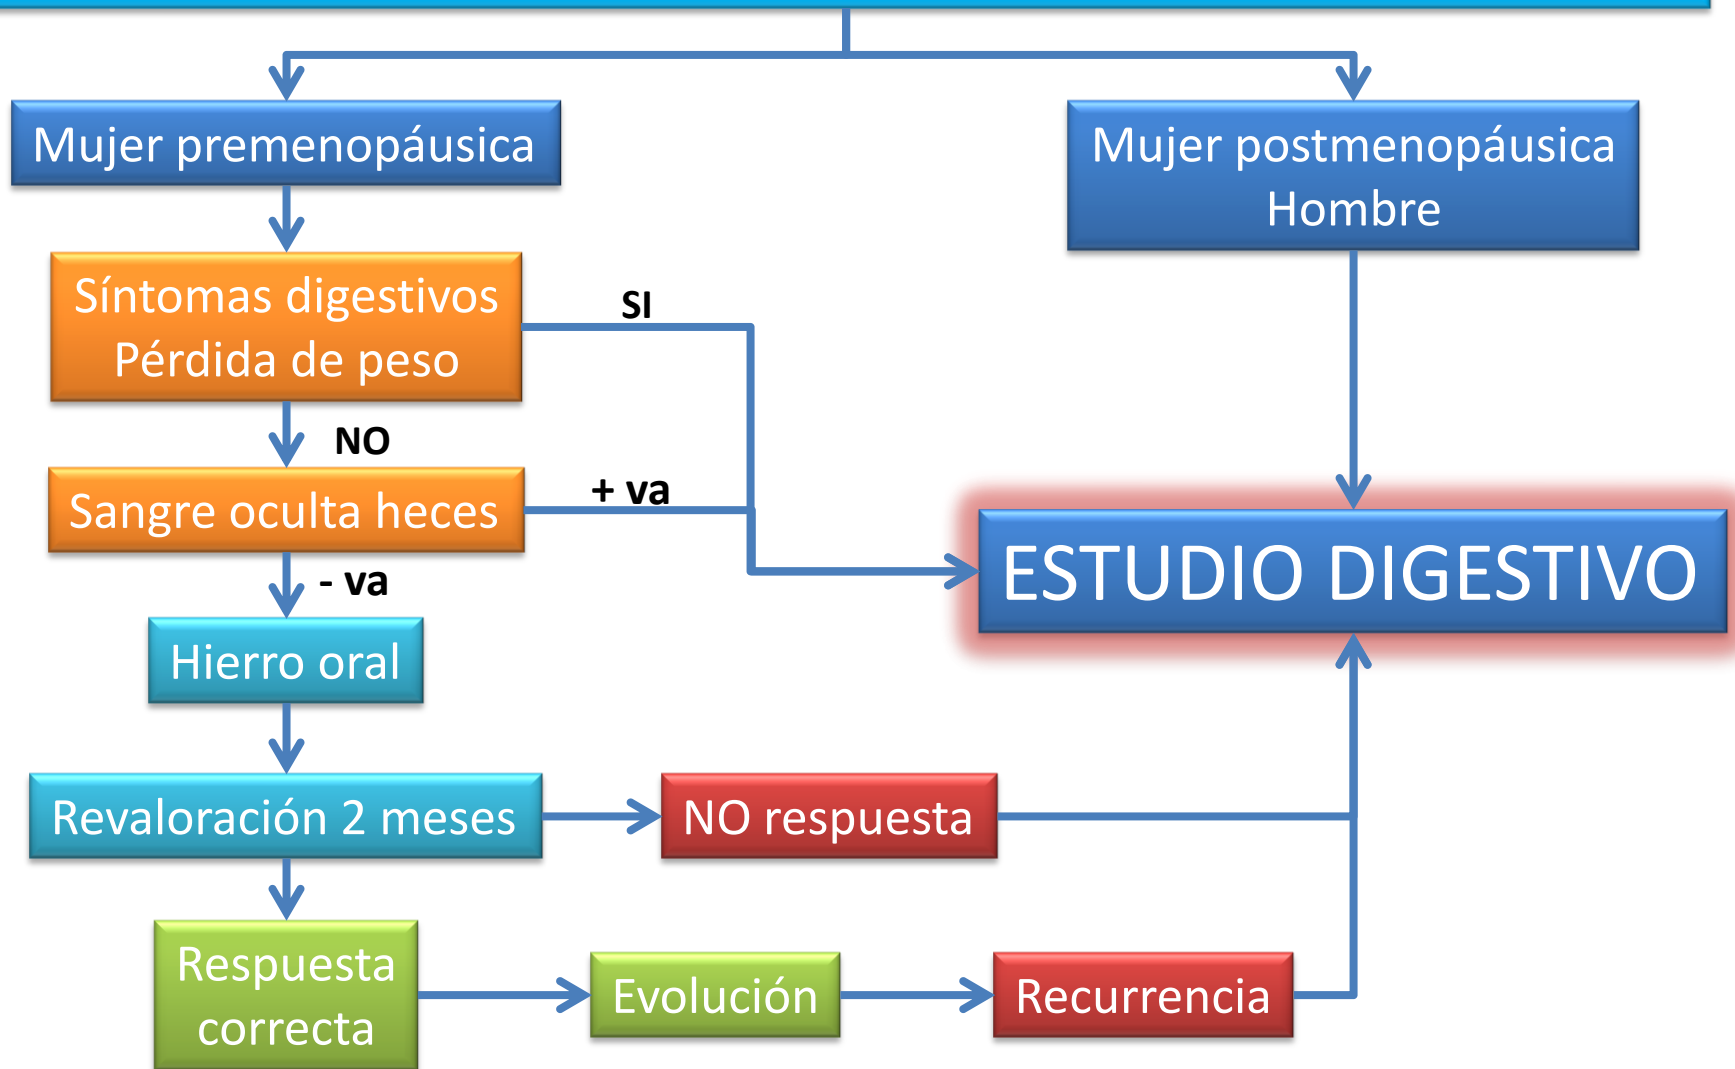 Mujer premenopáusica
Mujer postmenopáusica
Hombre
Síntomas digestivos
Pérdida de peso
SI
NO
Sangre oculta heces
+ va
ESTUDIO DIGESTIVO
- va
Hierro oral
Revaloración 2 meses
NO respuesta
Respuesta
correcta
Evolución
Recurrencia